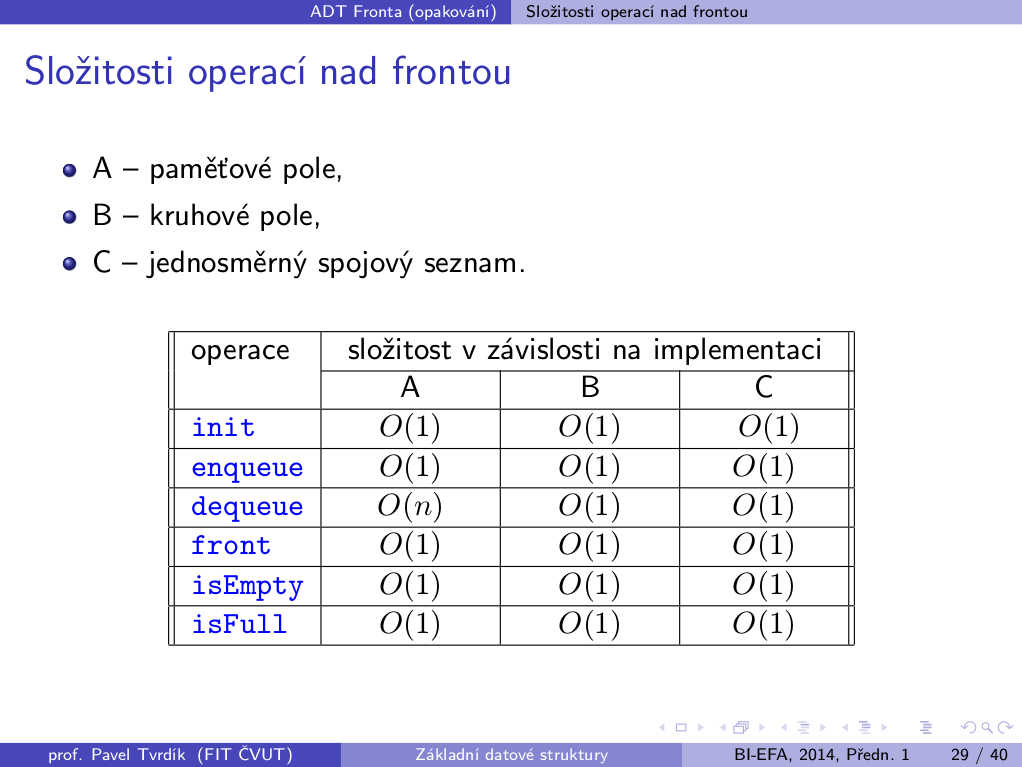 ADT Fronta (opakování) Složitosti operací nad frontou
Složitosti operací nad frontou
A – paměťové pole,
B – kruhové pole,
C – jednosměrný spojový seznam.
operace složitost v závislosti na implementaci
A B C
init O(1) O(1) O(1)
enqueue O(1) O(1) O(1)
dequeue O(n) O(1) O(1)
front O(1) O(1) O(1)
isEmpty O(1) O(1) O(1)
isFull O(1) O(1) O(1)
prof. Pavel Tvrdík (FIT ČVUT) Základní datové struktury BI-EFA, 2014, Předn. 1 29 / 40